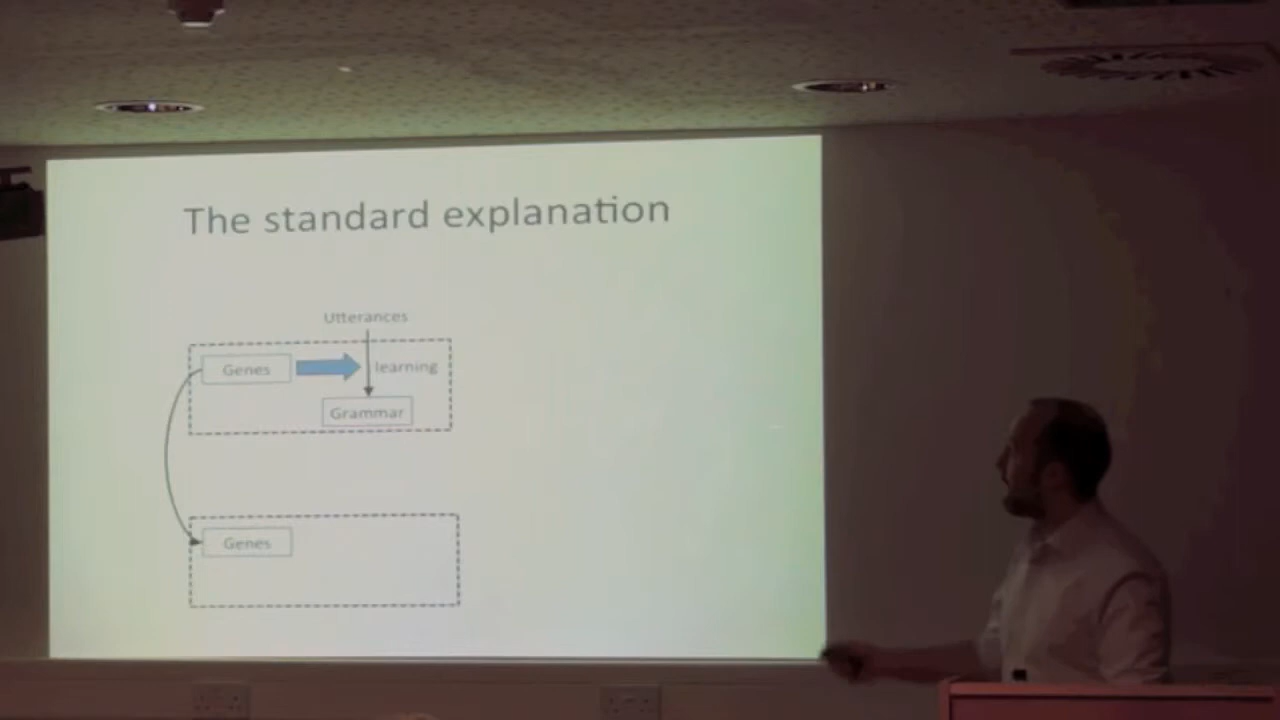 The standard explanation
Utterances
Genes
learning
Grammar
Genes